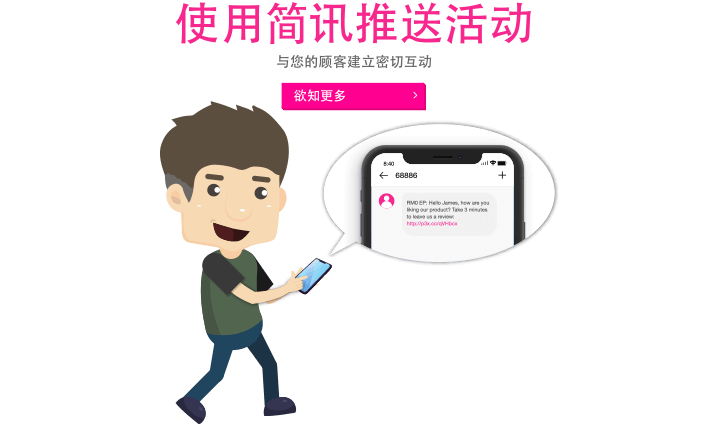 使用简讯推送活动
与您的顾客建立密切互动
欲知更多
8:40
68886
RM0 EP: Hello James, how are you
liking our product? Take 3 minutes
to leave us a review: